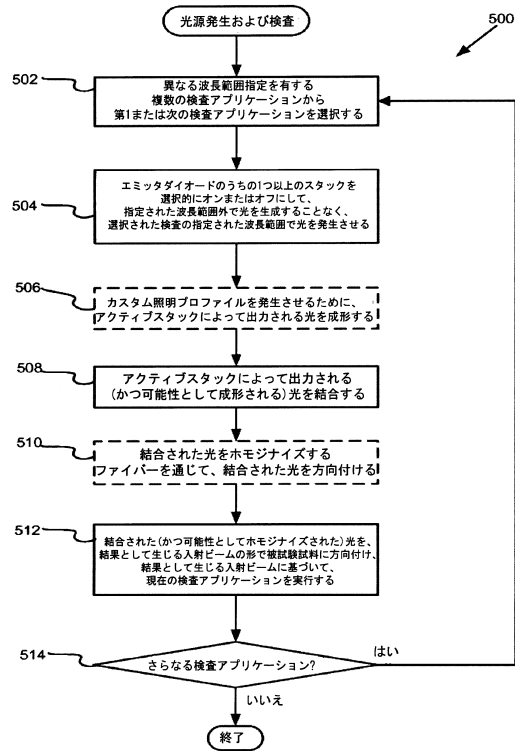 光源発生および検査
500
502
異なる波長範囲指定を有する
複数の検査アプリケーションから
第1または次の検査アプリケーションを選択する
504
エミッタダイオードのうちの1つ以上のスタックを
選択的にオンまたはオフにして、
指定された波長範囲外で光を生成することなく、
選択された検査の指定された波長範囲で光を発生させる
506
カスタム照明プロファイルを発生させるために、
アクティブスタックによって出力される光を成形する
508
アクティブスタックによって出力される
(かつ可能性として成形される)光を結合する
510
結合された光をホモジナイズする
ファイバーを通じて、結合された光を方向付ける
512
結合された(かつ可能性としてホモジナイズされた)光を、
結果として生じる入射ビームの形で被試験試料に方向付け、
結果として生じる入射ビームに基づいて、
現在の検査アプリケーションを実行する
514
さらなる検査アプリケーション?
はい
いいえ
終了